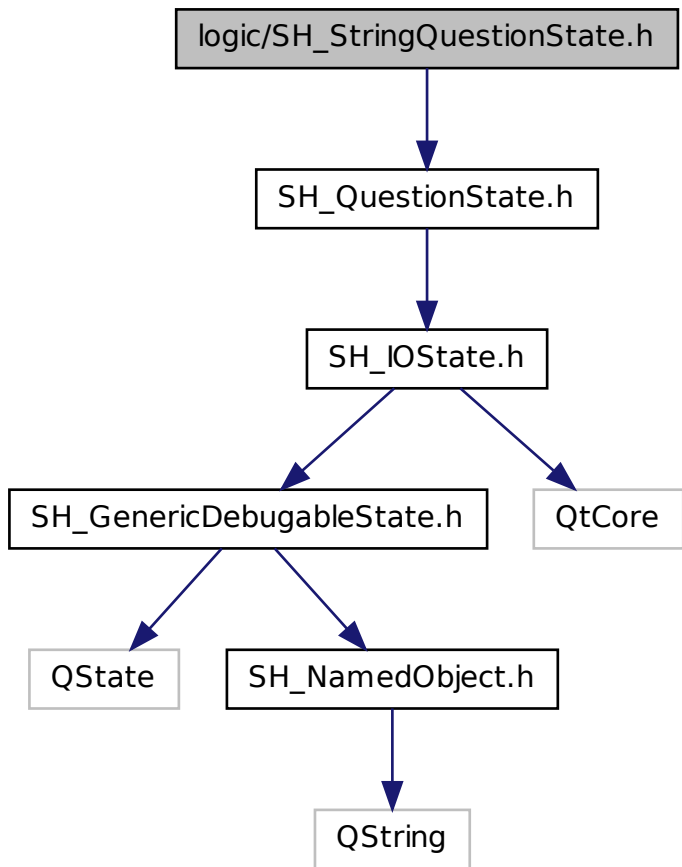 logic/SH_StringQuestionState.h
SH_QuestionState.h
SH_IOState.h
SH_GenericDebugableState.h
QtCore
QState
SH_NamedObject.h
QString